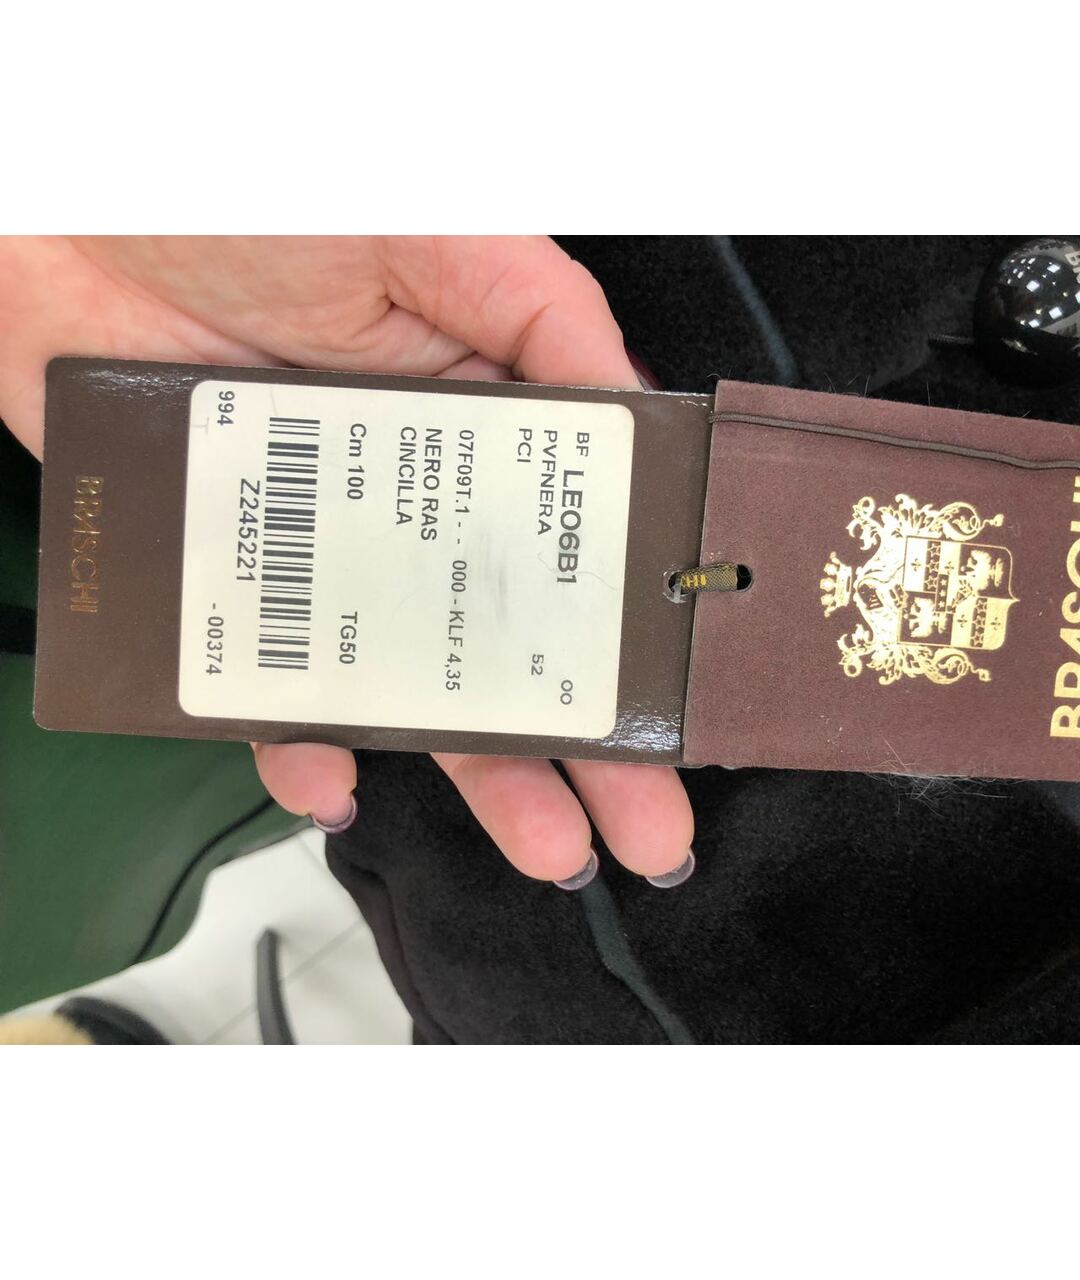 BF LEO6B1 OO
PVFNERA 52
PCI
07F09T.1 - - 000 - KLF 4,35
NERO RAS
CINCILLA
Cm 100 TG50
Z245221
994 - 00374
BRASCHI
BRASCHI